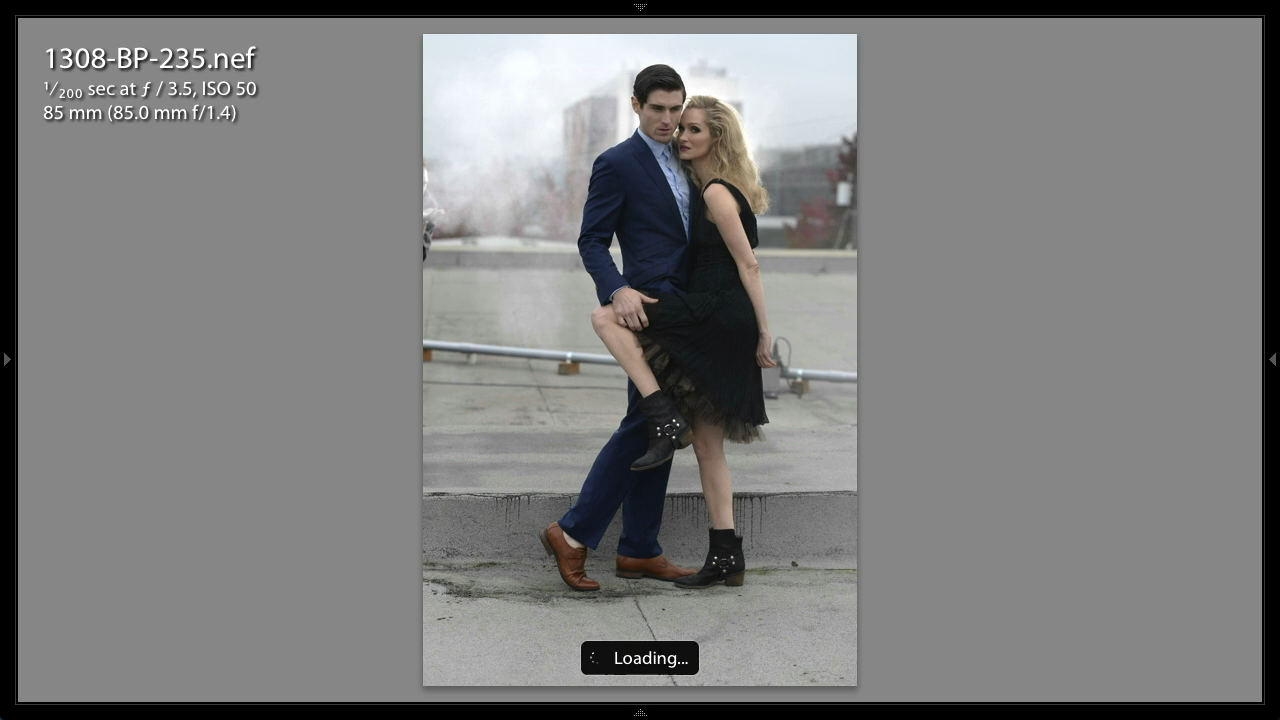 1308-BP-235.nef
1/200 sec at ƒ / 3.5, ISO 50
85 mm (85.0 mm f/1.4)
Loading...